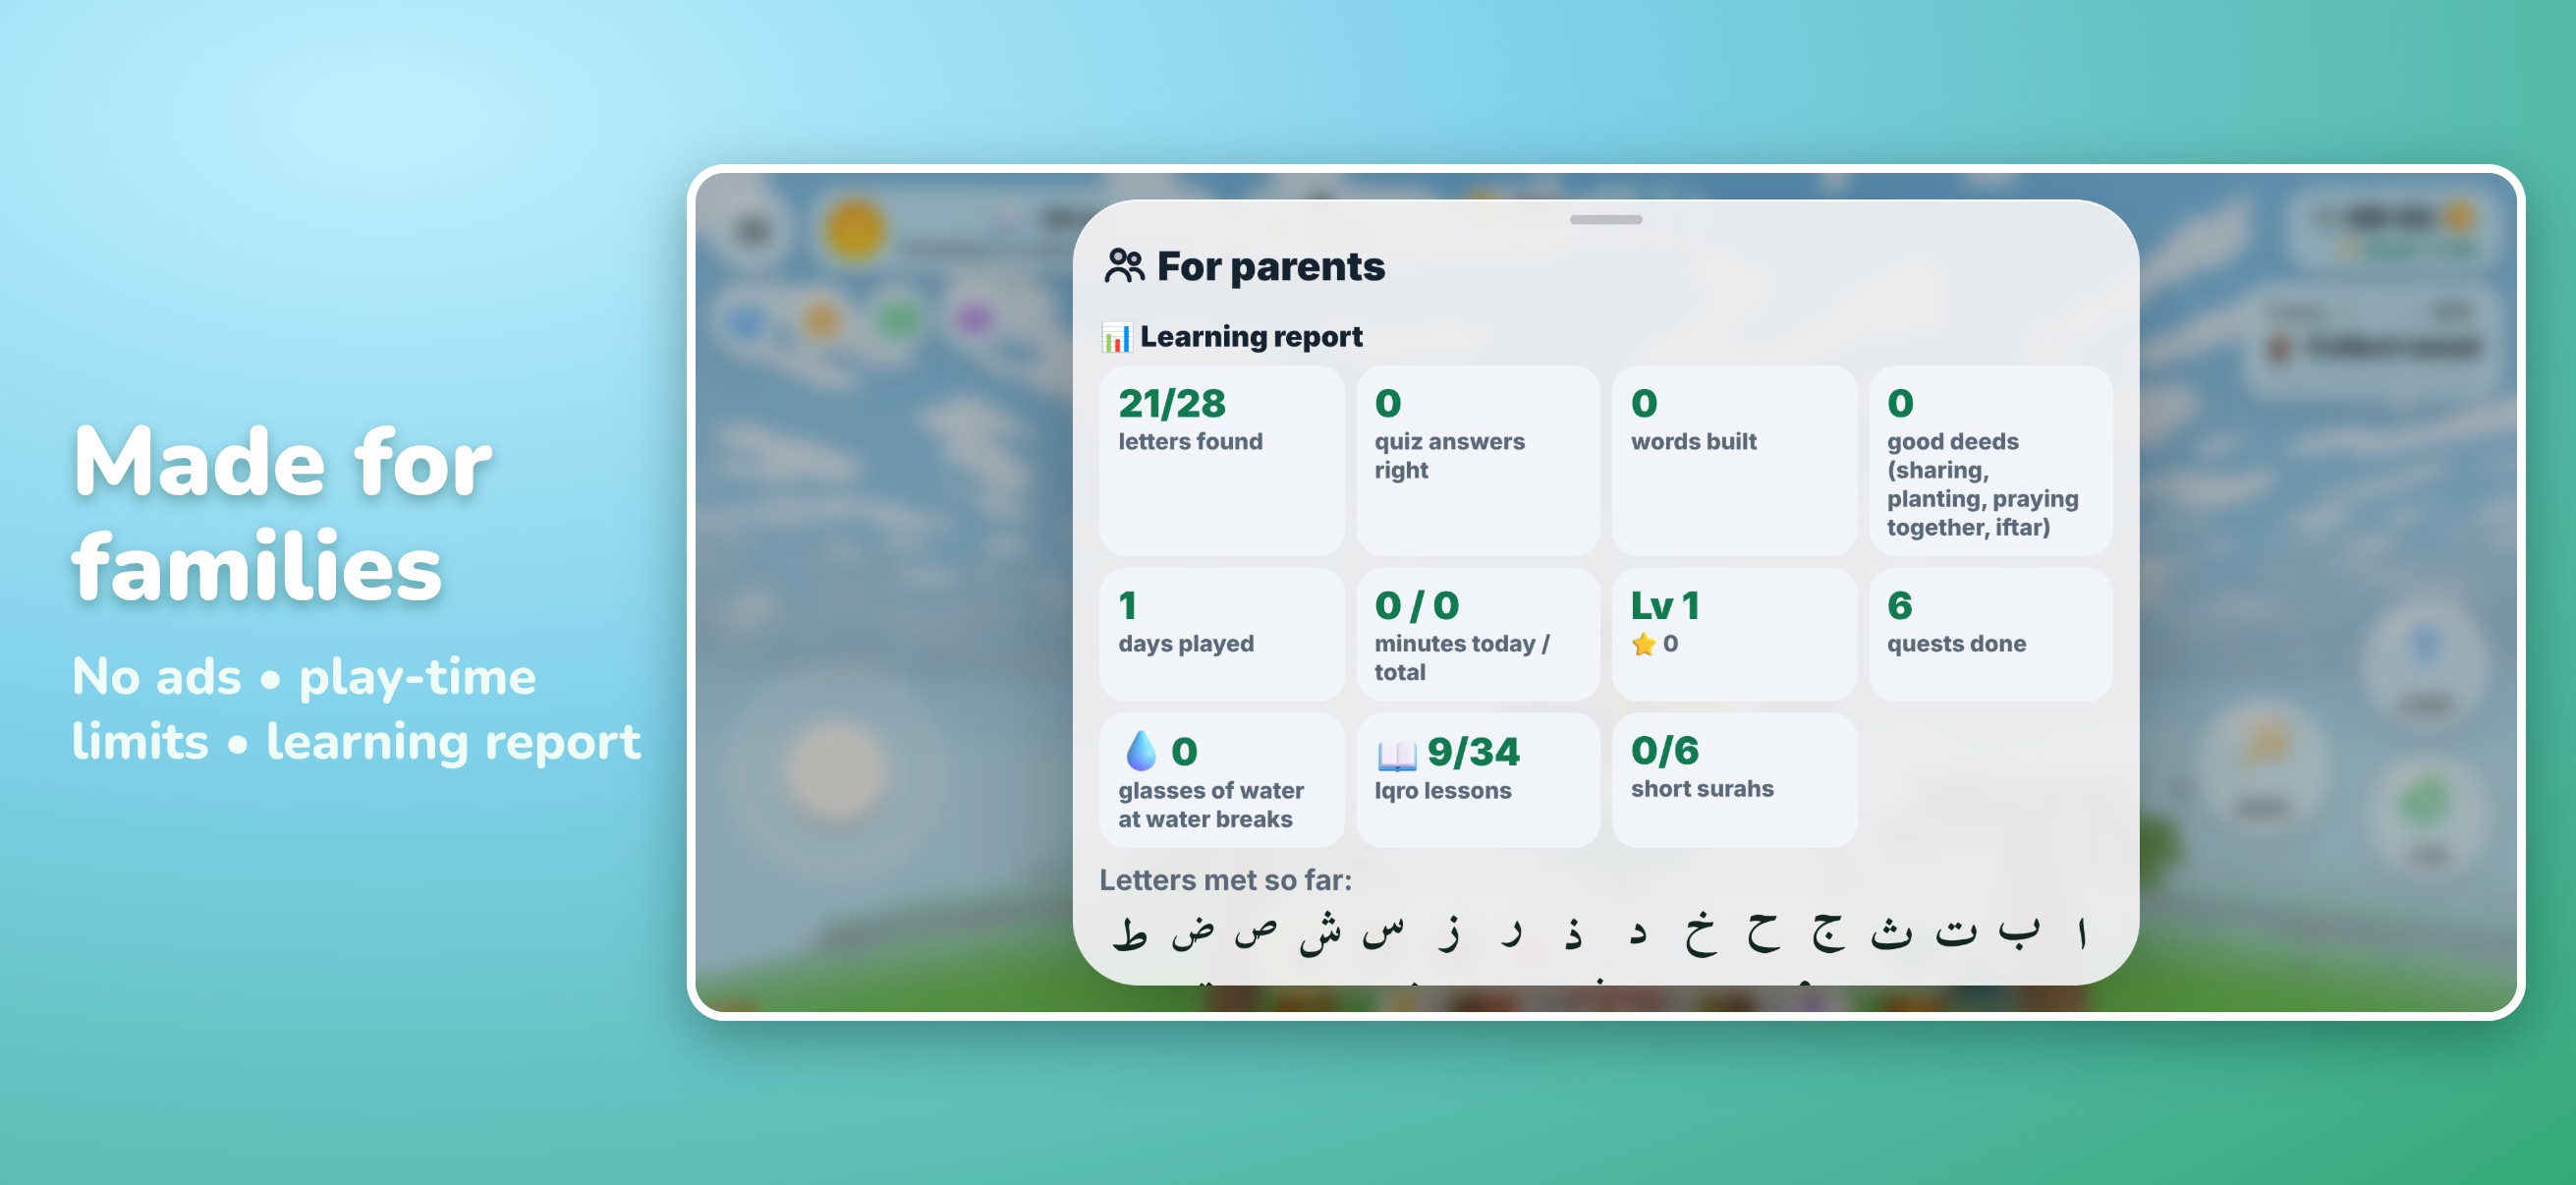 Made for
families
No ads • play-time
limits • learning report
For parents
📊 Learning report
21/28
letters found
0
quiz answers
right
0
words built
0
good deeds
(sharing,
planting, praying
together, iftar)
1
days played
0 / 0
minutes today /
total
Lv 1
⭐ 0
6
quests done
💧 0
glasses of water
at water breaks
📖 9/34
Iqro lessons
0/6
short surahs
Letters met so far:
ا ب ت ث ج ح خ د ذ ر ز س ش ص ض ط